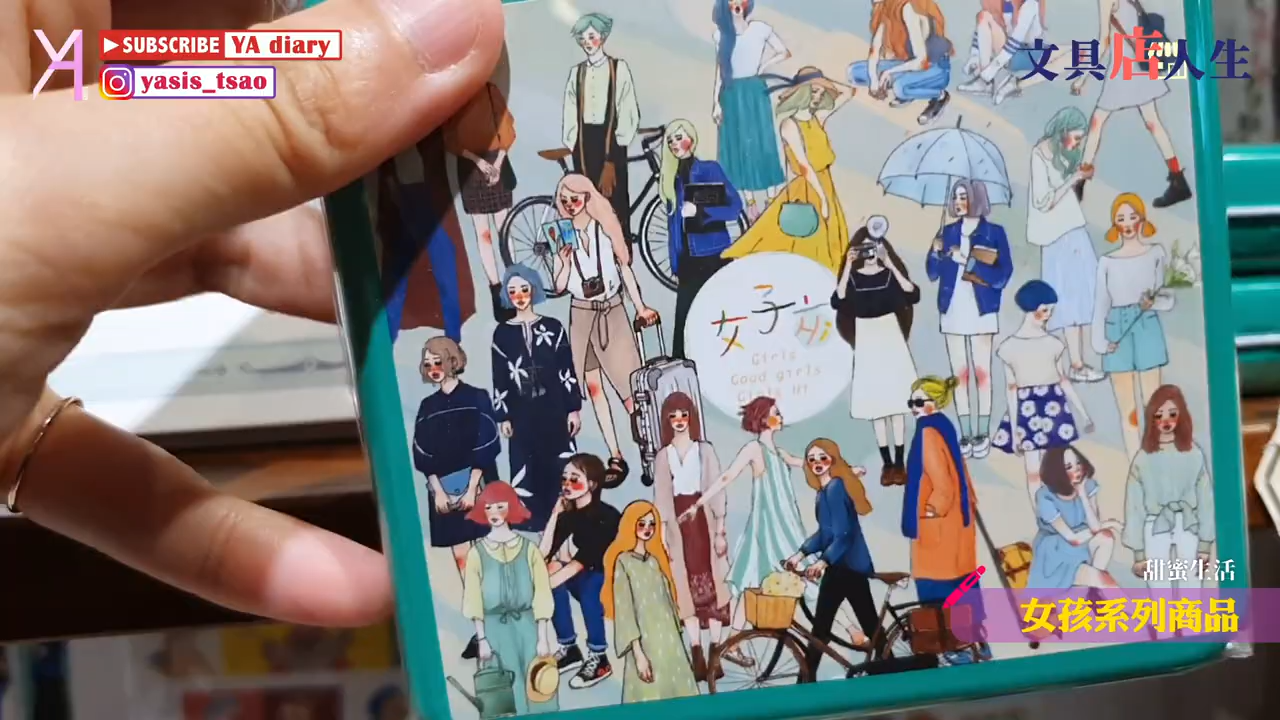 YA
SUBSCRIBE YA diary
yasis_tsao
文具店人生
女子
Girls
Good girls
甜蜜生活
女孩系列商品